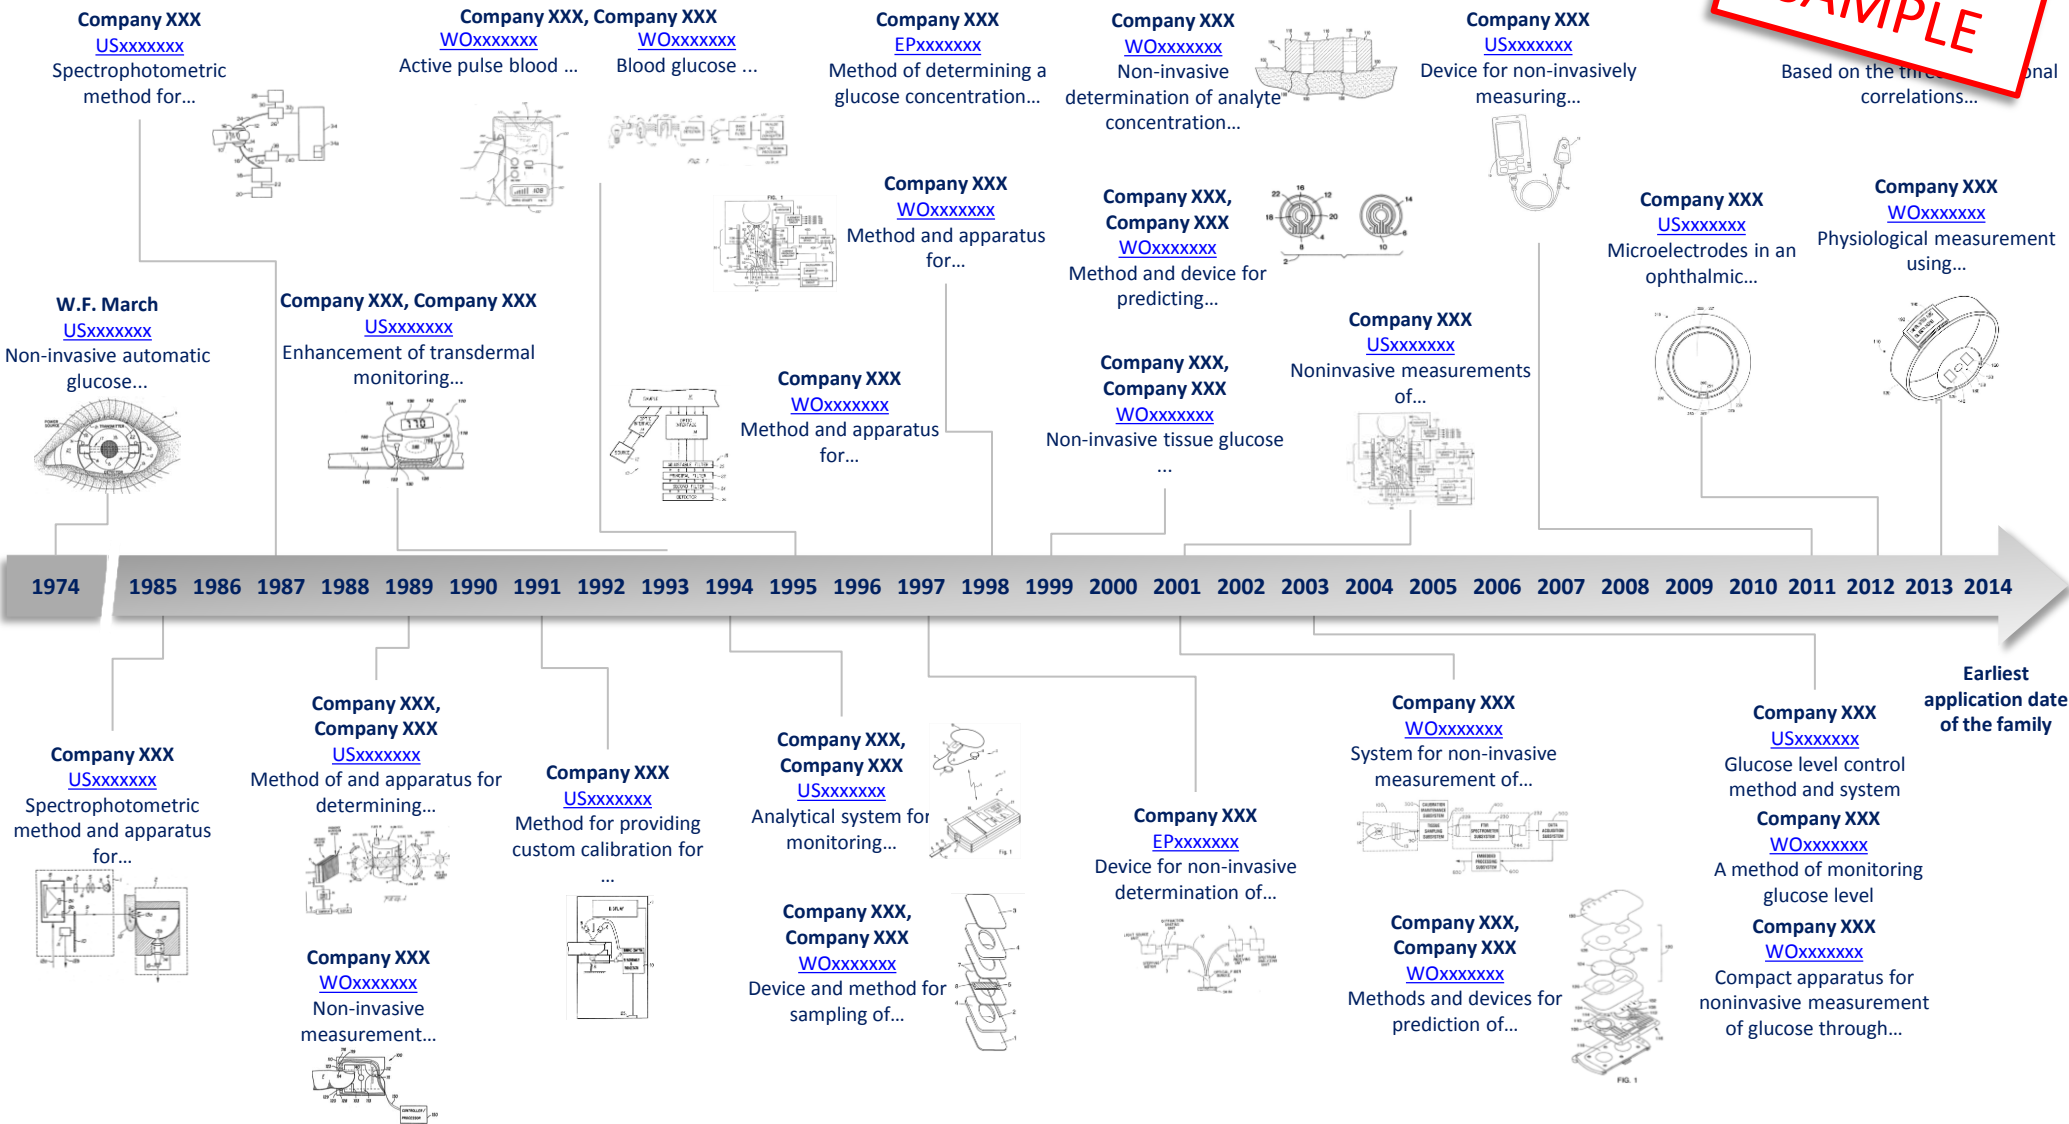 Company XXX
USxxxxxxx
Spectrophotometric
method for...
Company XXX, Company XXX
WOxxxxxxx
Active pulse blood ...
WOxxxxxxx
Blood glucose ...
Company XXX
EPxxxxxxx
Method of determining a
glucose concentration...
Company XXX
WOxxxxxxx
Non-invasive
determination of analyte
concentration...
Company XXX
USxxxxxxx
Device for non-invasively
measuring...
SAMPLE
Based on the
correlations...
W.F. March
USxxxxxxx
Non-invasive automatic
glucose...
Company XXX, Company XXX
USxxxxxxx
Enhancement of transdermal
monitoring...
Company XXX
WOxxxxxxx
Method and apparatus
for...
Company XXX
WOxxxxxxx
Method and apparatus
for...
Company XXX,
Company XXX
WOxxxxxxx
Method and device for
predicting...
Company XXX,
Company XXX
WOxxxxxxx
Non-invasive tissue glucose
...
Company XXX
USxxxxxxx
Noninvasive measurements
of...
Company XXX
USxxxxxxx
Microelectrodes in an
ophthalmic...
Company XXX
WOxxxxxxx
Physiological measurement
using...
1974 1985 1986 1987 1988 1989 1990 1991 1992 1993 1994 1995 1996 1997 1998 1999 2000 2001 2002 2003 2004 2005 2006 2007 2008 2009 2010 2011 2012 2013 2014
Earliest
application date
of the family
Company XXX
USxxxxxxx
Spectrophotometric
method and apparatus
for...
Company XXX,
Company XXX
USxxxxxxx
Method of and apparatus for
determining...
Company XXX
WOxxxxxxx
Non-invasive
measurement...
Company XXX
USxxxxxxx
Method for providing
custom calibration for
...
Company XXX,
Company XXX
USxxxxxxx
Analytical system for
monitoring...
Company XXX,
Company XXX
WOxxxxxxx
Device and method for
sampling of...
Company XXX
EPxxxxxxx
Device for non-invasive
determination of...
Company XXX
WOxxxxxxx
System for non-invasive
measurement of...
Company XXX,
Company XXX
WOxxxxxxx
Methods and devices for
prediction of...
FIG. 1
Company XXX
USxxxxxxx
Glucose level control
method and system
Company XXX
WOxxxxxxx
A method of monitoring
glucose level
Company XXX
WOxxxxxxx
Compact apparatus for
noninvasive measurement
of glucose through...